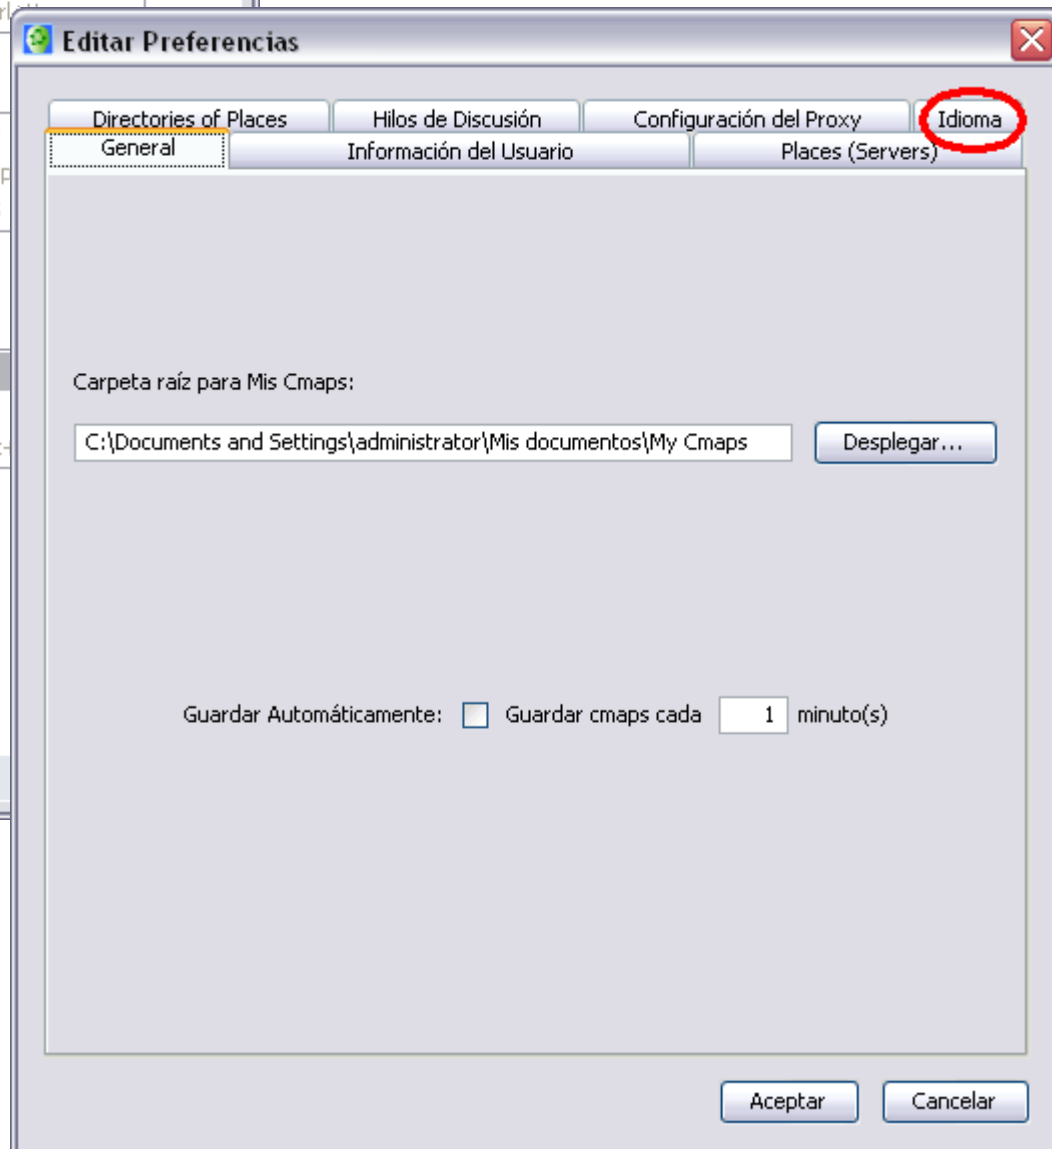 Editar Preferencias
Directories of Places Hilos de Discusión Configuración del Proxy Idioma
General Información del Usuario Places (Servers)
Carpeta raíz para Mis Cmaps:
C:\Documents and Settings\administrator\Mis documentos\My Cmaps Desplegar...
Guardar Automáticamente: Guardar cmaps cada 1 minuto(s)
Aceptar Cancelar